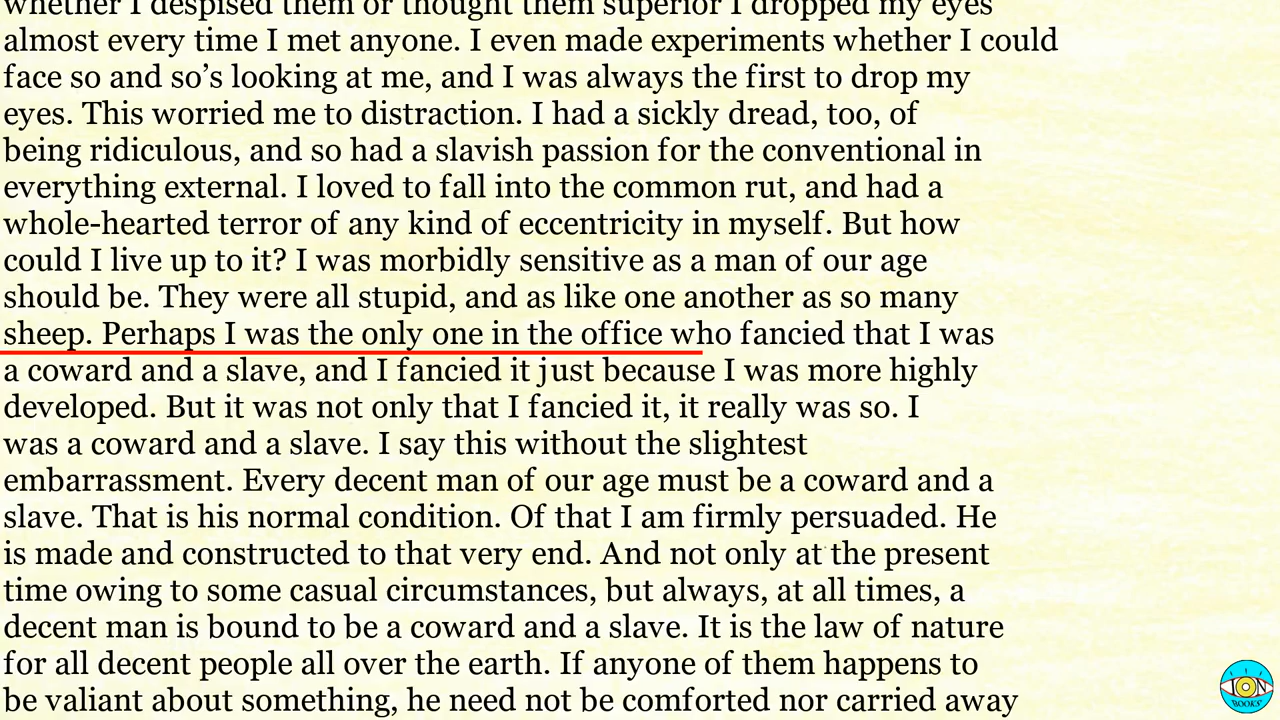 whether I despised them or thought them superior I dropped my eyes
almost every time I met anyone. I even made experiments whether I could
face so and so’s looking at me, and I was always the first to drop my
eyes. This worried me to distraction. I had a sickly dread, too, of
being ridiculous, and so had a slavish passion for the conventional in
everything external. I loved to fall into the common rut, and had a
whole-hearted terror of any kind of eccentricity in myself. But how
could I live up to it? I was morbidly sensitive as a man of our age
should be. They were all stupid, and as like one another as so many
sheep. Perhaps I was the only one in the office who fancied that I was
a coward and a slave, and I fancied it just because I was more highly
developed. But it was not only that I fancied it, it really was so. I
was a coward and a slave. I say this without the slightest
embarrassment. Every decent man of our age must be a coward and a
slave. That is his normal condition. Of that I am firmly persuaded. He
is made and constructed to that very end. And not only at the present
time owing to some casual circumstances, but always, at all times, a
decent man is bound to be a coward and a slave. It is the law of nature
for all decent people all over the earth. If anyone of them happens to
be valiant about something, he need not be comforted nor carried away
ION
BOOKS